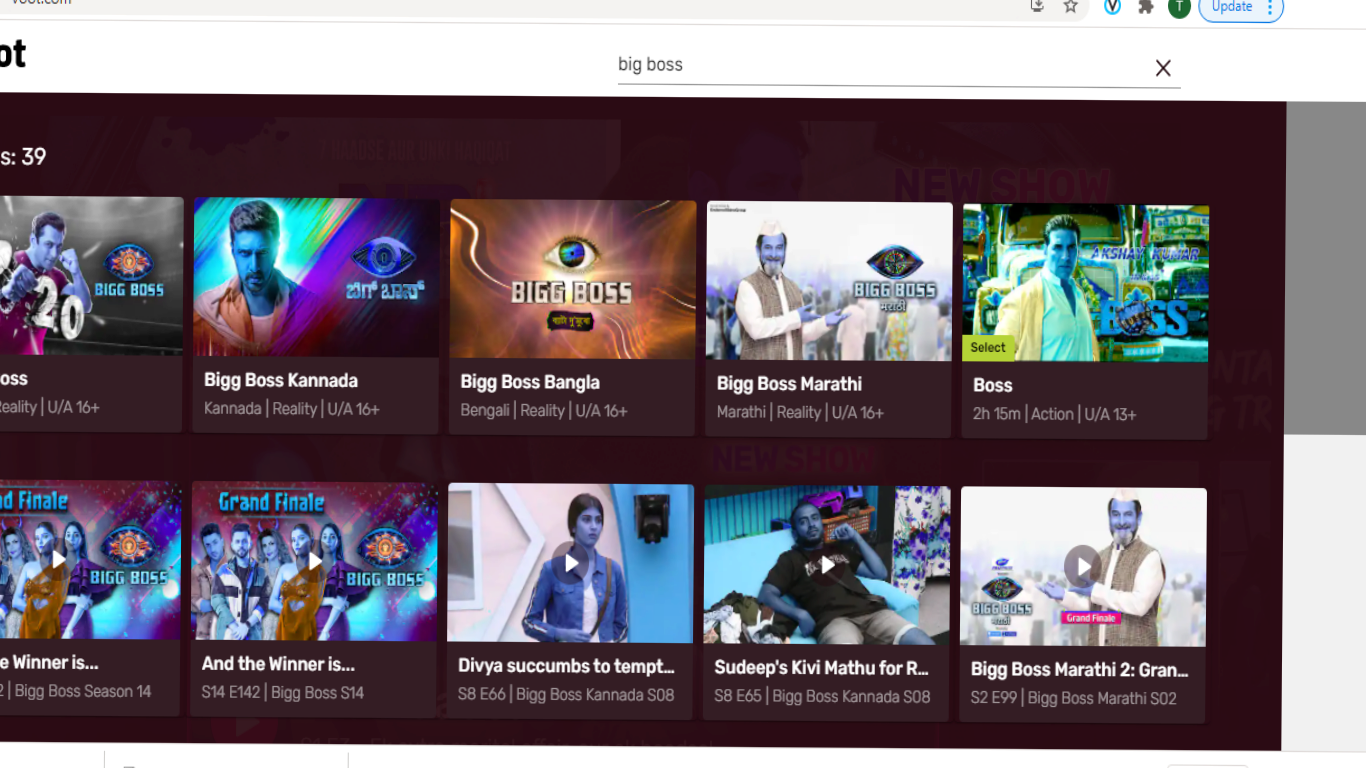 voot.com
T
Update
ot
big boss
s: 39
NEW SHOW
20
BIGG BOSS
ಬಿಗ್ ಬಾಸ್
BIGG BOSS
BIGG BOSS
मराठी
AKSHAY KUMAR
BOSS
Select
oss
eality | U/A 16+
Bigg Boss Kannada
Kannada | Reality | U/A 16+
Bigg Boss Bangla
Bengali | Reality | U/A 16+
Bigg Boss Marathi
Marathi | Reality | U/A 16+
Boss
2h 15m | Action | U/A 13+
NEW SHOW
d Finale
BIGG BOSS
Grand Finale
BIGG BOSS
BIGG BOSS
मराठी
Grand Finale
e Winner is...
2 | Bigg Boss Season 14
And the Winner is...
S14 E142 | Bigg Boss S14
Divya succumbs to tempt...
S8 E66 | Bigg Boss Kannada S08
Sudeep's Kivi Mathu for R...
S8 E65 | Bigg Boss Kannada S08
Bigg Boss Marathi 2: Gran...
S2 E99 | Bigg Boss Marathi S02